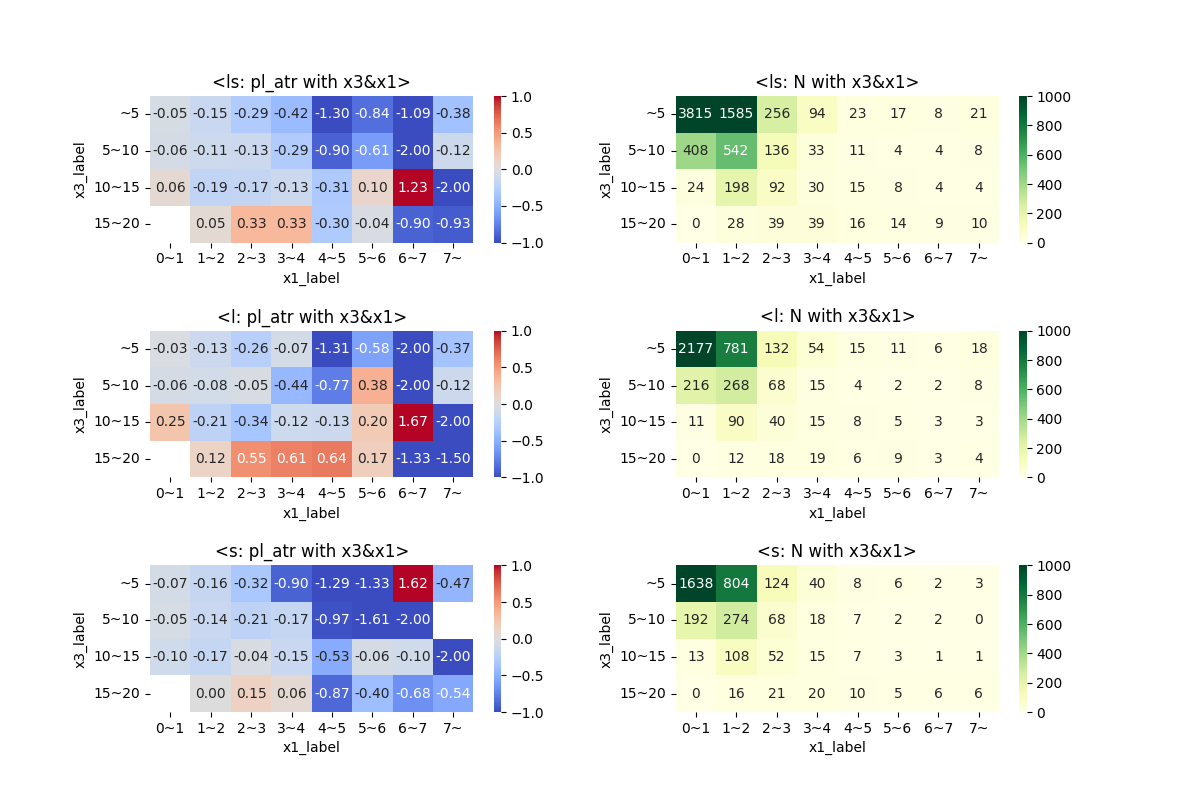 <ls: pl_atr with x3&x1>
x3_label
~5 -0.05 -0.15 -0.29 -0.42 -1.30 -0.84 -1.09 -0.38
5~10 -0.06 -0.11 -0.13 -0.29 -0.90 -0.61 -2.00 -0.12
10~15 0.06 -0.19 -0.17 -0.13 -0.31 0.10 1.23 -2.00
15~20 0.05 0.33 0.33 -0.30 -0.04 -0.90 -0.93
0~1 1~2 2~3 3~4 4~5 5~6 6~7 7~
x1_label
1.0
0.5
0.0
−0.5
−1.0
<ls: N with x3&x1>
x3_label
~5 3815 1585 256 94 23 17 8 21
5~10 408 542 136 33 11 4 4 8
10~15 24 198 92 30 15 8 4 4
15~20 0 28 39 39 16 14 9 10
0~1 1~2 2~3 3~4 4~5 5~6 6~7 7~
x1_label
1000
800
600
400
200
0
<l: pl_atr with x3&x1>
x3_label
~5 -0.03 -0.13 -0.26 -0.07 -1.31 -0.58 -2.00 -0.37
5~10 -0.06 -0.08 -0.05 -0.44 -0.77 0.38 -2.00 -0.12
10~15 0.25 -0.21 -0.34 -0.12 -0.13 0.20 1.67 -2.00
15~20 0.12 0.55 0.61 0.64 0.17 -1.33 -1.50
0~1 1~2 2~3 3~4 4~5 5~6 6~7 7~
x1_label
1.0
0.5
0.0
−0.5
−1.0
<l: N with x3&x1>
x3_label
~5 2177 781 132 54 15 11 6 18
5~10 216 268 68 15 4 2 2 8
10~15 11 90 40 15 8 5 3 3
15~20 0 12 18 19 6 9 3 4
0~1 1~2 2~3 3~4 4~5 5~6 6~7 7~
x1_label
1000
800
600
400
200
0
<s: pl_atr with x3&x1>
x3_label
~5 -0.07 -0.16 -0.32 -0.90 -1.29 -1.33 1.62 -0.47
5~10 -0.05 -0.14 -0.21 -0.17 -0.97 -1.61 -2.00
10~15 -0.10 -0.17 -0.04 -0.15 -0.53 -0.06 -0.10 -2.00
15~20 0.00 0.15 0.06 -0.87 -0.40 -0.68 -0.54
0~1 1~2 2~3 3~4 4~5 5~6 6~7 7~
x1_label
1.0
0.5
0.0
−0.5
−1.0
<s: N with x3&x1>
x3_label
~5 1638 804 124 40 8 6 2 3
5~10 192 274 68 18 7 2 2 0
10~15 13 108 52 15 7 3 1 1
15~20 0 16 21 20 10 5 6 6
0~1 1~2 2~3 3~4 4~5 5~6 6~7 7~
x1_label
1000
800
600
400
200
0